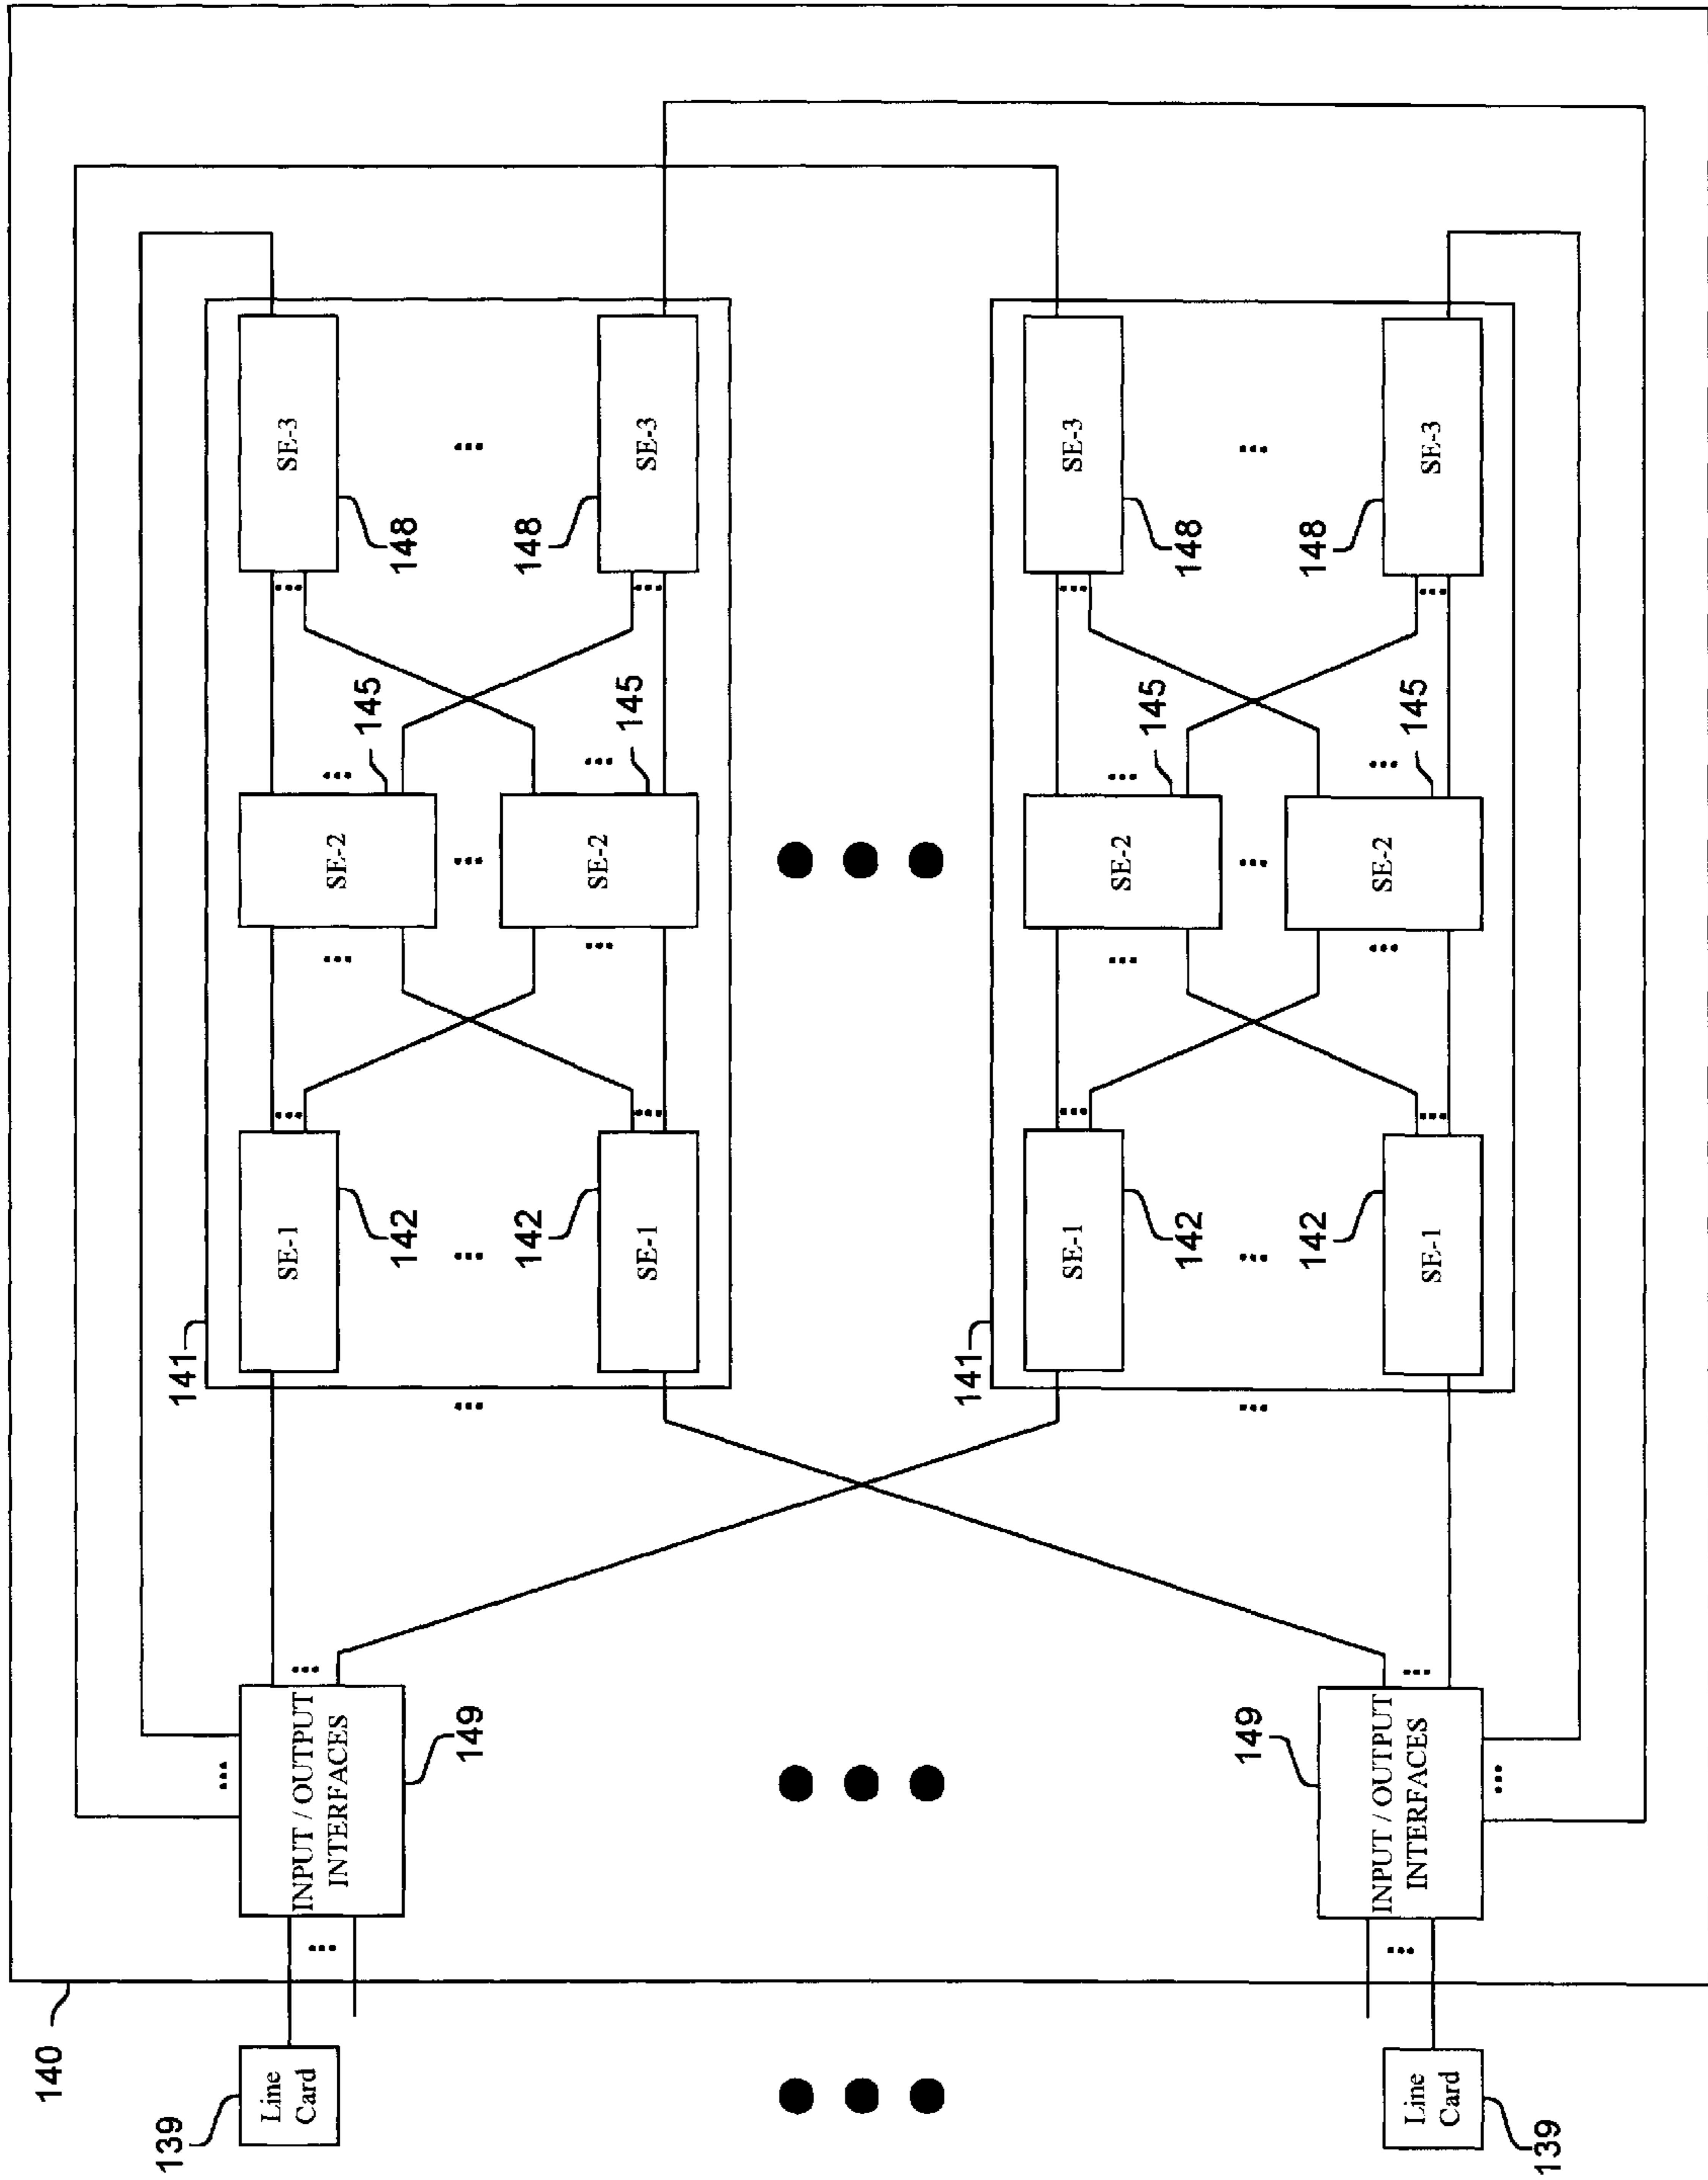 140
139
Line
Card
INPUT / OUTPUT
INTERFACES
149
141
SE-1
142
...
142
SE-1
SE-2
145
...
SE-2
145
SE-3
148
...
148
SE-3
141
SE-1
142
...
142
SE-1
SE-2
145
...
SE-2
145
SE-3
148
...
148
SE-3
149
INPUT / OUTPUT
INTERFACES
Line
Card
139